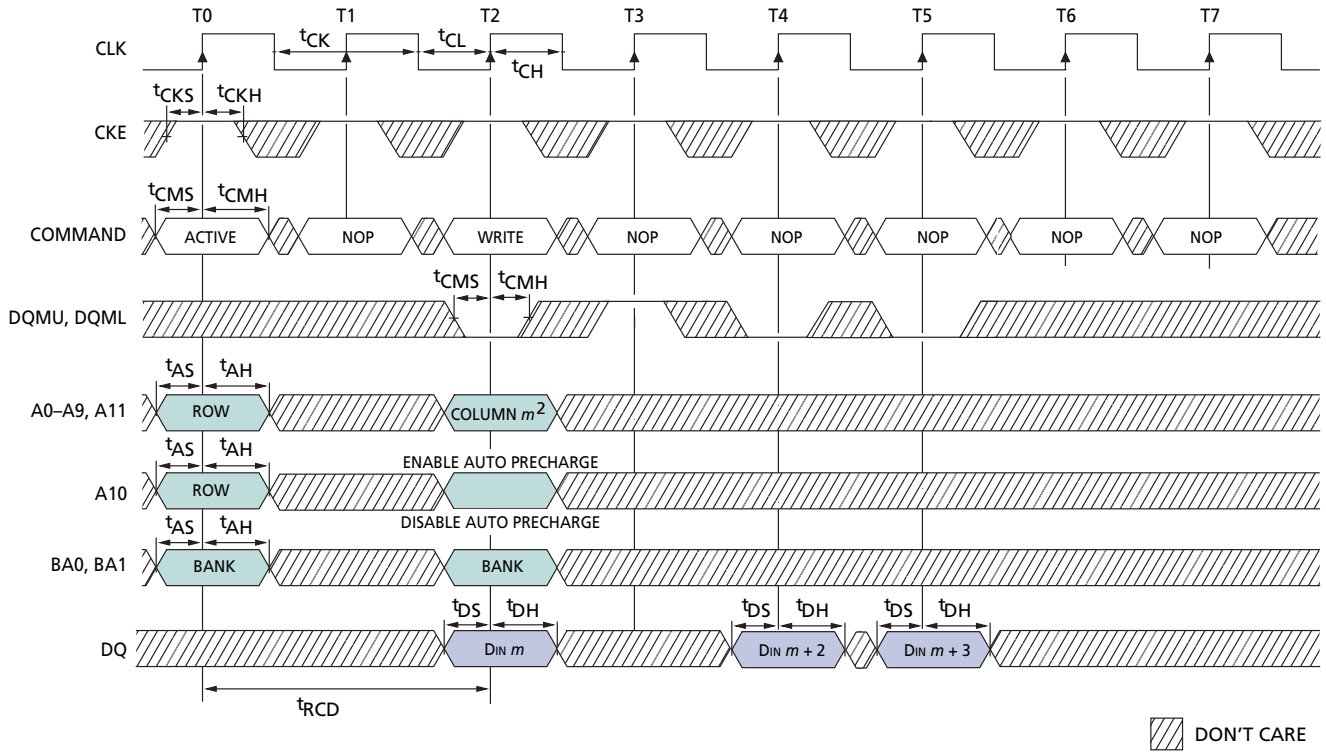 T0 T1 T2 T3 T4 T5 T6 T7
CLK
tCK tCL
tCH
tCKS tCKH
CKE
tCMS tCMH
COMMAND ACTIVE NOP WRITE NOP NOP NOP NOP NOP
tCMS tCMH
DQMU, DQML
tAS tAH
A0–A9, A11 ROW COLUMN m²
tAS tAH ENABLE AUTO PRECHARGE
A10 ROW
DISABLE AUTO PRECHARGE
tAS tAH
BA0, BA1 BANK BANK
tDS tDH tDS tDH tDS tDH
DQ DIN m DIN m + 2 DIN m + 3
tRCD
DON'T CARE